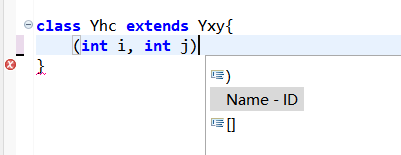 class Yhc extends Yxy{
(int i, int j)
}
)
Name - ID
[]